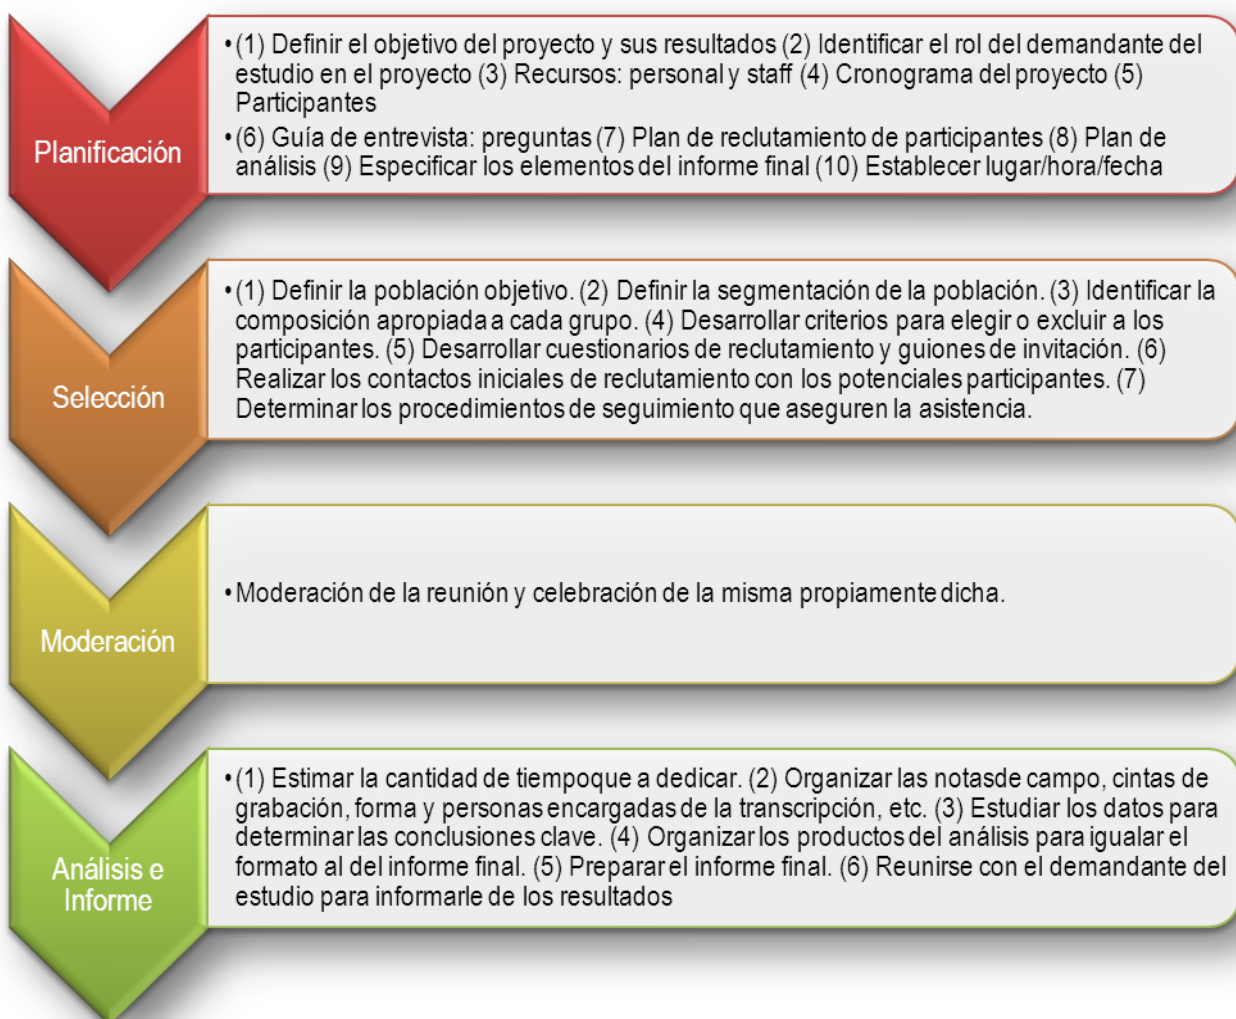 Planificación
•(1) Definir el objetivo del proyecto y sus resultados (2) Identificar el rol del demandante del
estudio en el proyecto (3) Recursos: personal y staff (4) Cronograma del proyecto (5)
Participantes
•(6) Guía de entrevista: preguntas (7) Plan de reclutamiento de participantes (8) Plan de
análisis (9) Especificar los elementos del informe final (10) Establecer lugar/hora/fecha
Selección
•(1) Definir la población objetivo. (2) Definir la segmentación de la población. (3) Identificar la
composición apropiada a cada grupo. (4) Desarrollar criterios para elegir o excluir a los
participantes. (5) Desarrollar cuestionarios de reclutamiento y guiones de invitación. (6)
Realizar los contactos iniciales de reclutamiento con los potenciales participantes. (7)
Determinar los procedimientos de seguimiento que aseguren la asistencia.
Moderación
•Moderación de la reunión y celebración de la misma propiamente dicha.
Análisis e
Informe
•(1) Estimar la cantidad de tiempoque a dedicar. (2) Organizar las notasde campo, cintas de
grabación, forma y personas encargadas de la transcripción, etc. (3) Estudiar los datos para
determinar las conclusiones clave. (4) Organizar los productos del análisis para igualar el
formato al del informe final. (5) Preparar el informe final. (6) Reunirse con el demandante del
estudio para informarle de los resultados